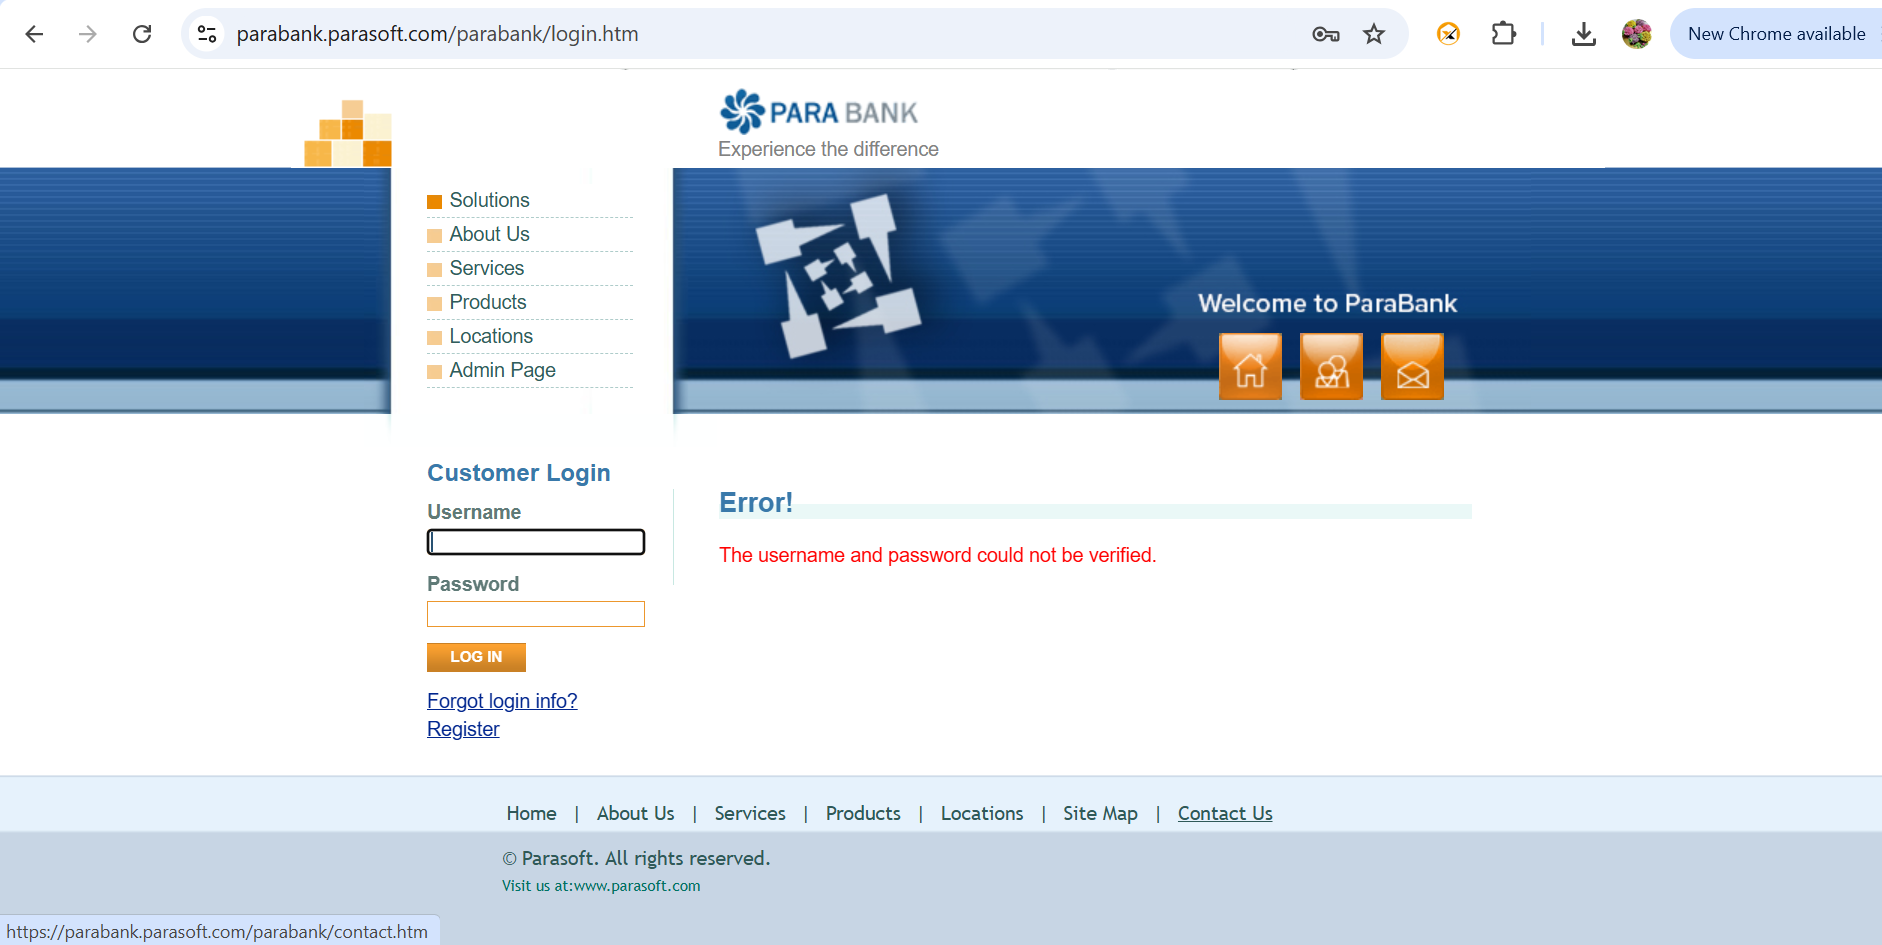 parabank.parasoft.com/parabank/login.htm
New Chrome available
PARA BANK
Experience the difference
Solutions
About Us
Services
Products
Locations
Admin Page
Welcome to ParaBank
Customer Login
Username
Password
LOG IN
Forgot login info?
Register
Error!
The username and password could not be verified.
Home | About Us | Services | Products | Locations | Site Map | Contact Us
© Parasoft. All rights reserved.
Visit us at:www.parasoft.com
https://parabank.parasoft.com/parabank/contact.htm